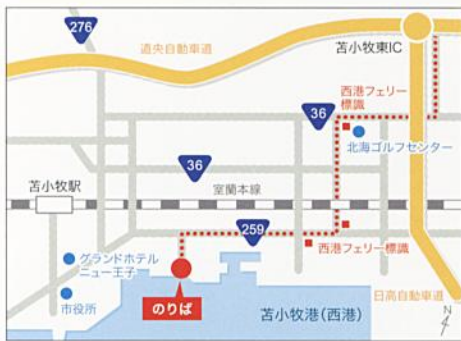 276
道央自動車道
苫小牧東IC
西港フェリー
標識
36
北海ゴルフセンター
36
苫小牧駅
室蘭本線
259
西港フェリー標識
グランドホテル
ニュー王子
市役所
のりば
苫小牧港(西港)
日高自動車道
N